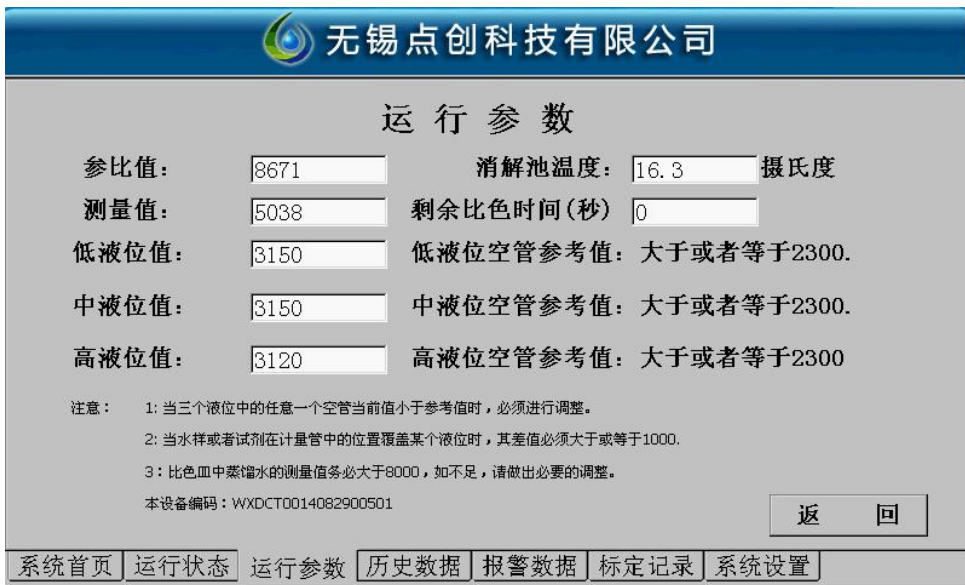 无锡点创科技有限公司
运行参数
参比值： 8671 消解池温度： 16.3 摄氏度
测量值： 5038 剩余比色时间(秒) 0
低液位值： 3150 低液位空管参考值：大于或者等于2300.
中液位值： 3150 中液位空管参考值：大于或者等于2300.
高液位值： 3120 高液位空管参考值：大于或者等于2300
注意： 1: 当三个液位中的任意一个空管当前值小于参考值时，必须进行调整。
2: 当水样或者试剂在计量管中的位置覆盖某个液位时，其差值必须大于或等于1000.
3：比色皿中蒸馏水的测量值务必大于8000，如不足，请做出必要的调整。
本设备编码：WXDCT0014082900501
返 回
系统首页 运行状态 运行参数 历史数据 报警数据 标定记录 系统设置